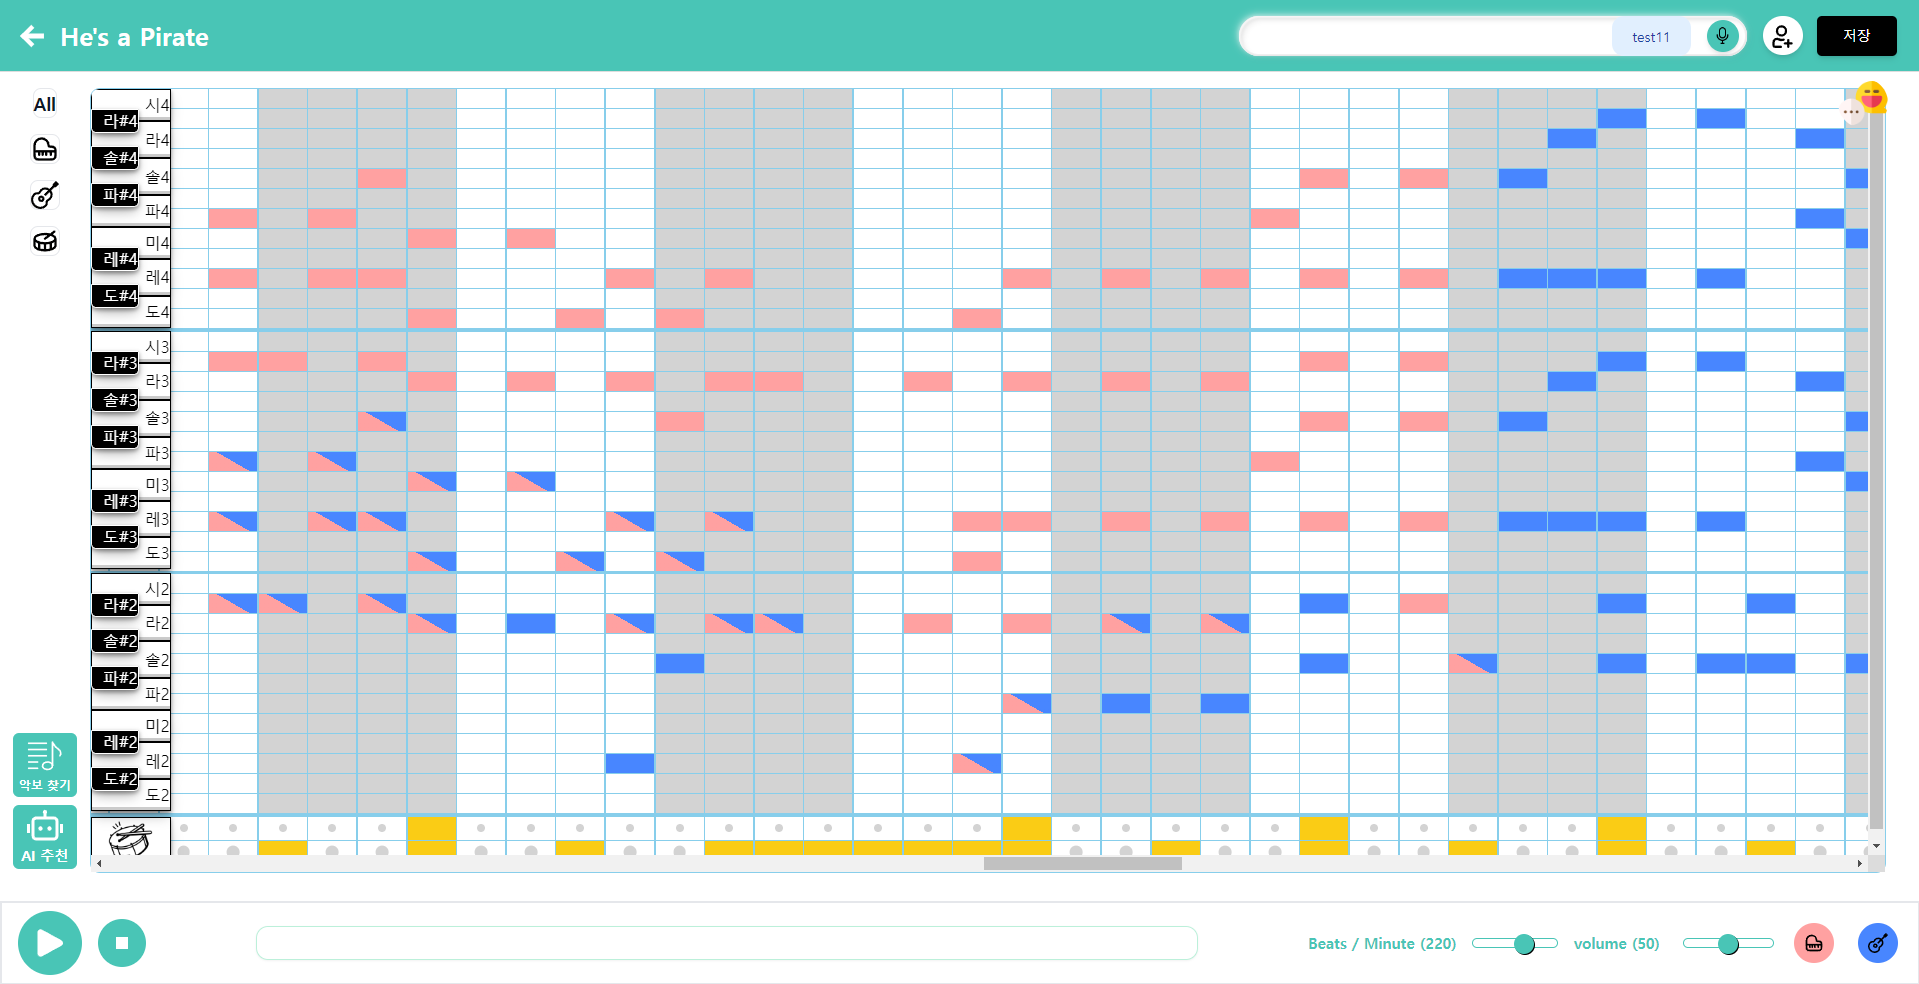 He's a Pirate
test11
저장
All
시4
라#4
라4
솔#4
솔4
파#4
파4
미4
레#4
레4
도#4
도4
시3
라#3
라3
솔#3
솔3
파#3
파3
미3
레#3
레3
도#3
도3
시2
라#2
라2
솔#2
솔2
파#2
파2
미2
레#2
레2
도#2
도2
악보 찾기
AI 추천
Beats / Minute (220)
volume (50)